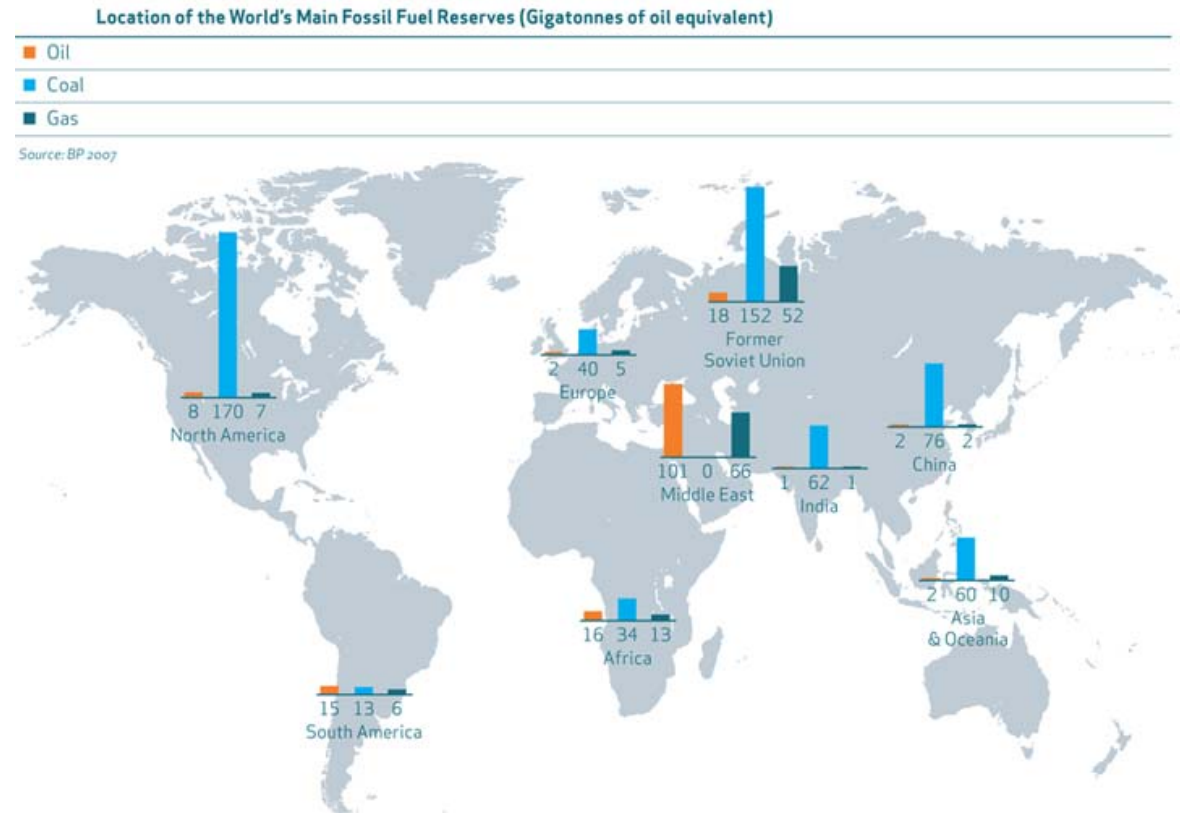 Location of the World's Main Fossil Fuel Reserves (Gigatonnes of oil equivalent)
Oil
Coal
Gas
Source: BP 2007
18 152 52
Former
Soviet Union
2 40 5
Europe
8 170 7
North America
2 76 2
China
101 0 66
Middle East
1 62 1
India
2 60 10
Asia
& Oceania
16 34 13
Africa
15 13 6
South America